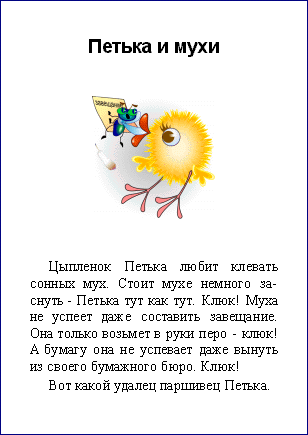 Петька и мухи
завещание
Цыпленок Петька любит клевать
сонных мух. Стоит мухе немного за-
снуть - Петька тут как тут. Клюк! Муха
не успеет даже составить завещание.
Она только возьмет в руки перо - клюк!
А бумагу она не успевает даже вынуть
из своего бумажного бюро. Клюк!
Вот какой удалец паршивец Петька.